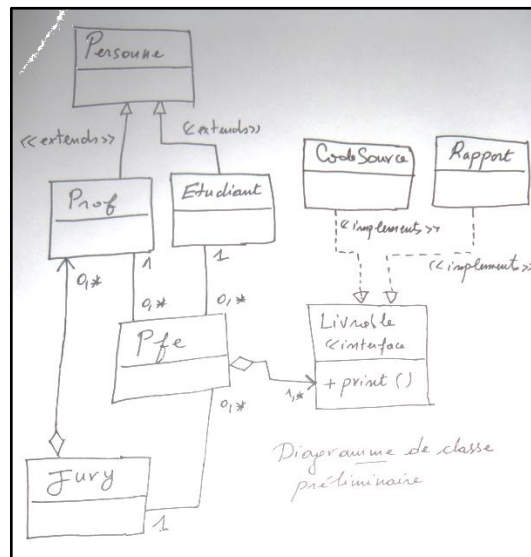 Personne
<<extends>>
<<extends>>
CodeSource
Rapport
Prof
Etudiant
<<implements>>
<<implements>>
0,*
1
1
0,*
0,*
Livrable
<<interface
+ print ()
Pfe
0,*
1,*
Diagramme de classe
préliminaire
Jury
1